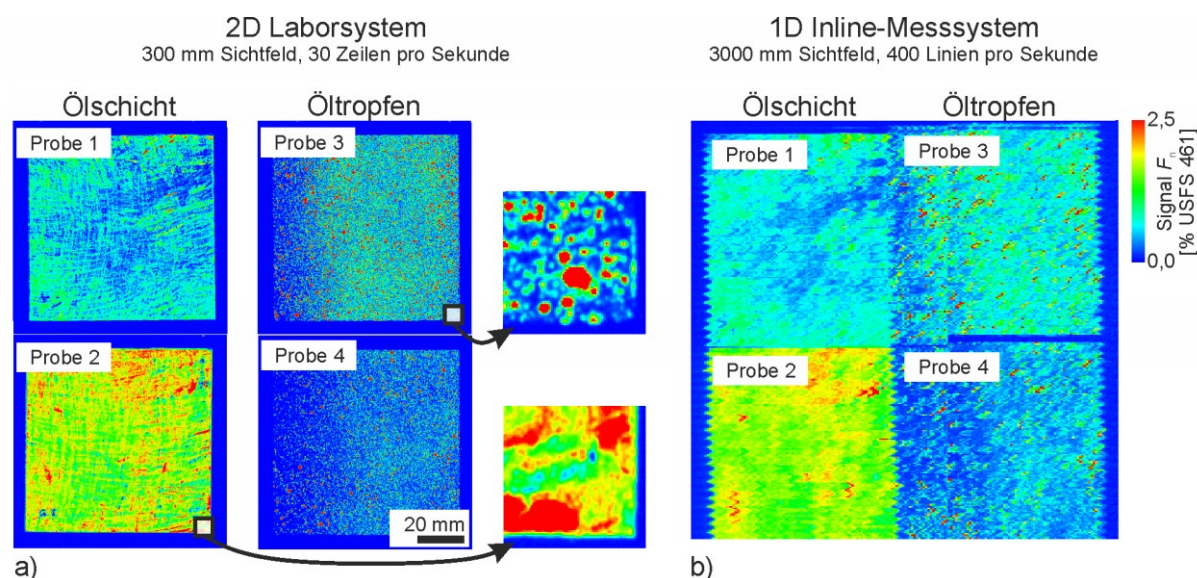 2D Laborsystem
300 mm Sichtfeld, 30 Zeilen pro Sekunde
Ölschicht
Öltropfen
Probe 1
Probe 3
Probe 2
Probe 4
20 mm
a)
1D Inline-Messsystem
3000 mm Sichtfeld, 400 Linien pro Sekunde
Ölschicht
Öltropfen
Probe 1
Probe 3
Probe 2
Probe 4
2,5
0,0
Signal Fn
[% USFS 461]
b)